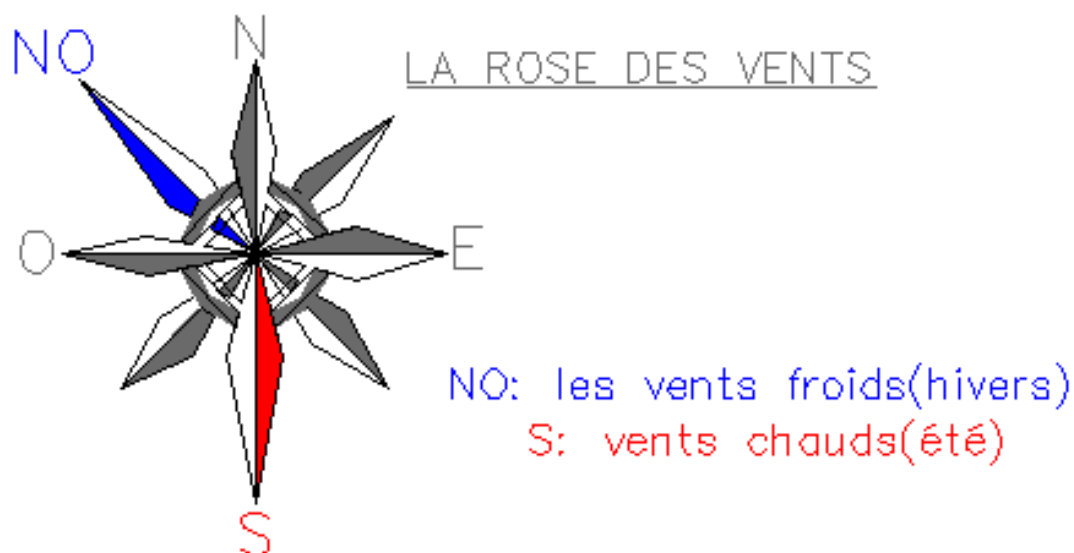 NO
N
LA ROSE DES VENTS
O
E
NO: les vents froids(hivers)
S: vents chauds(été)
S